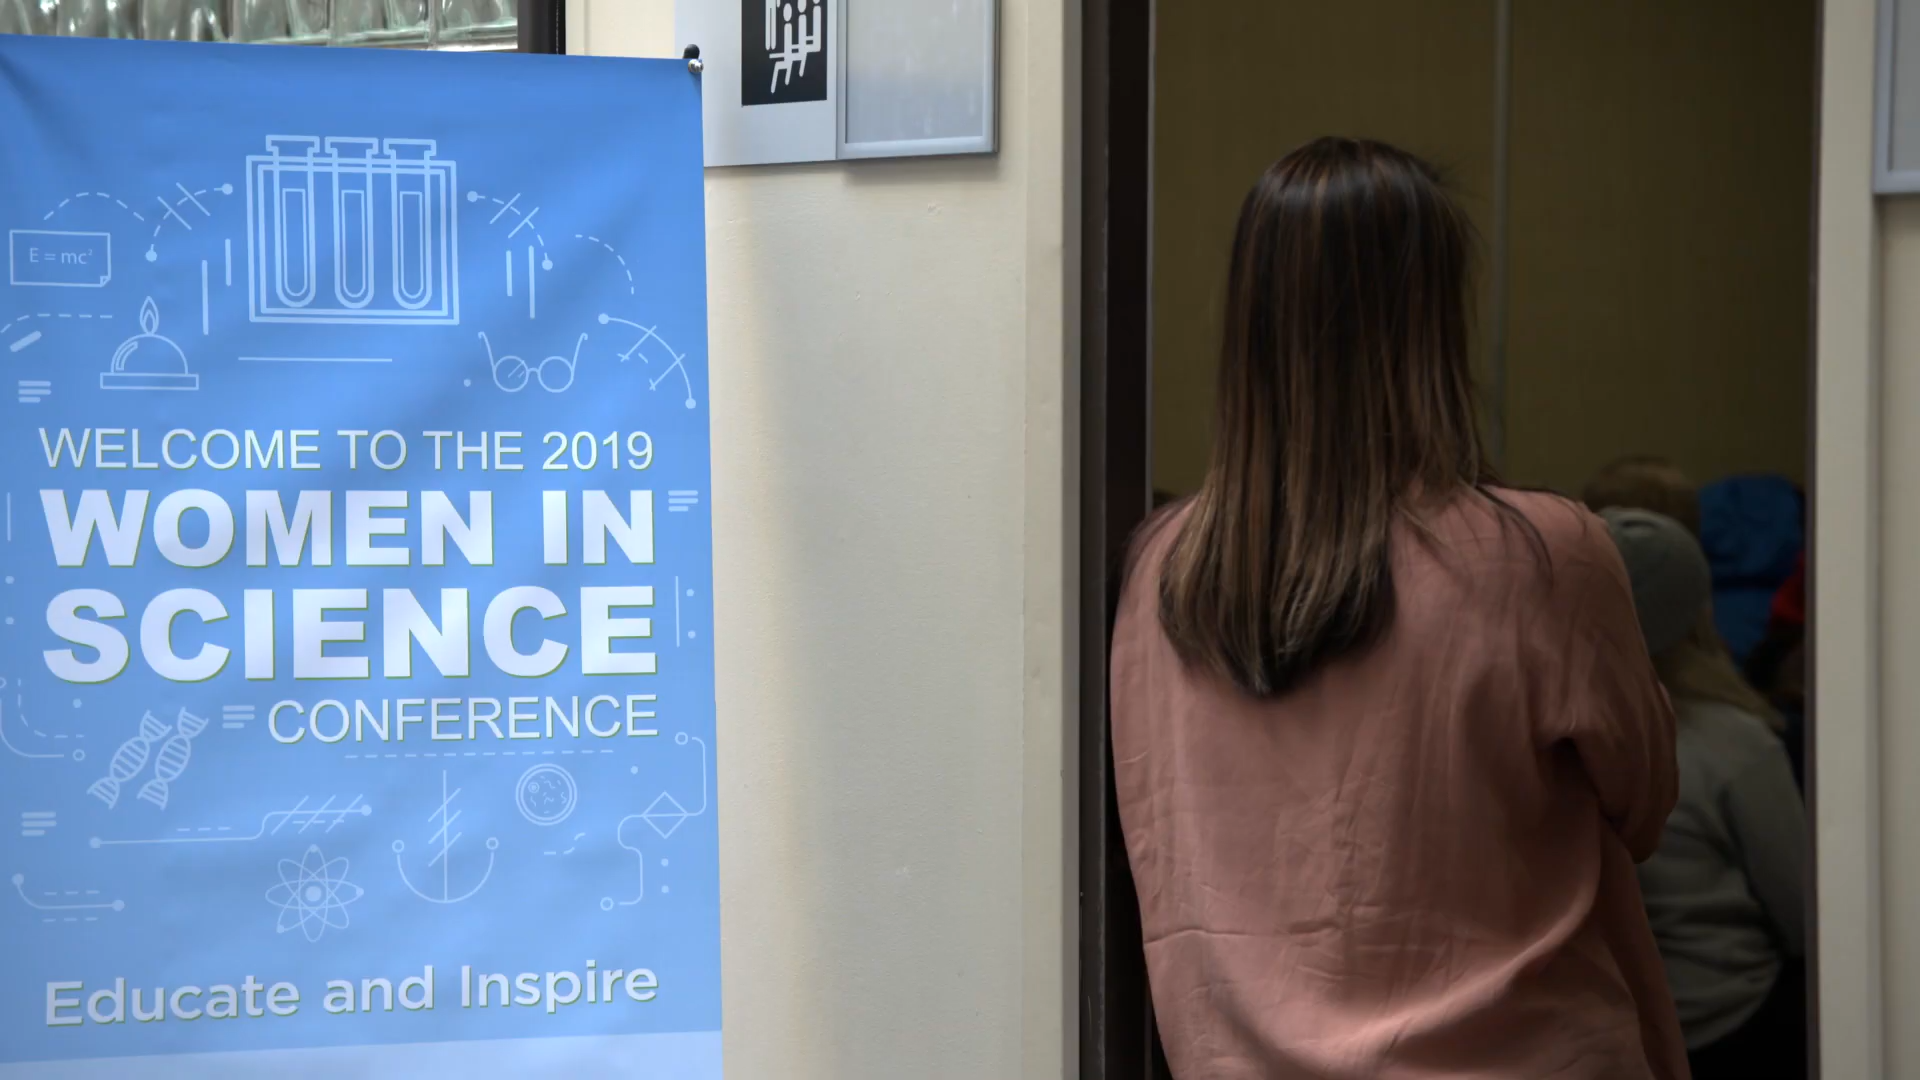 E = mc²
WELCOME TO THE 2019
WOMEN IN
SCIENCE
CONFERENCE
Educate and Inspire